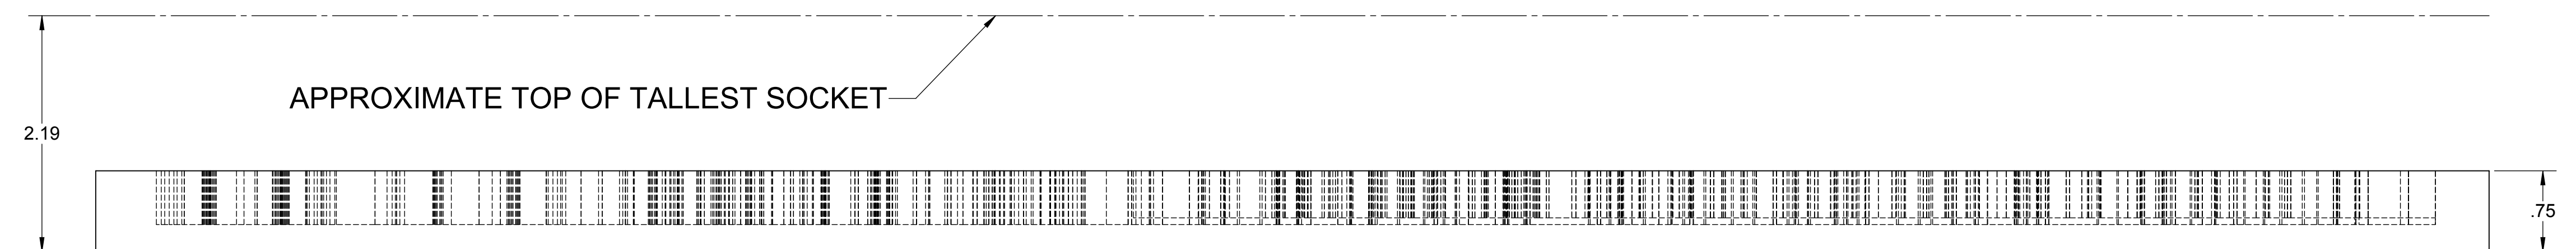 APPROXIMATE TOP OF TALLEST SOCKET
2.19
.75